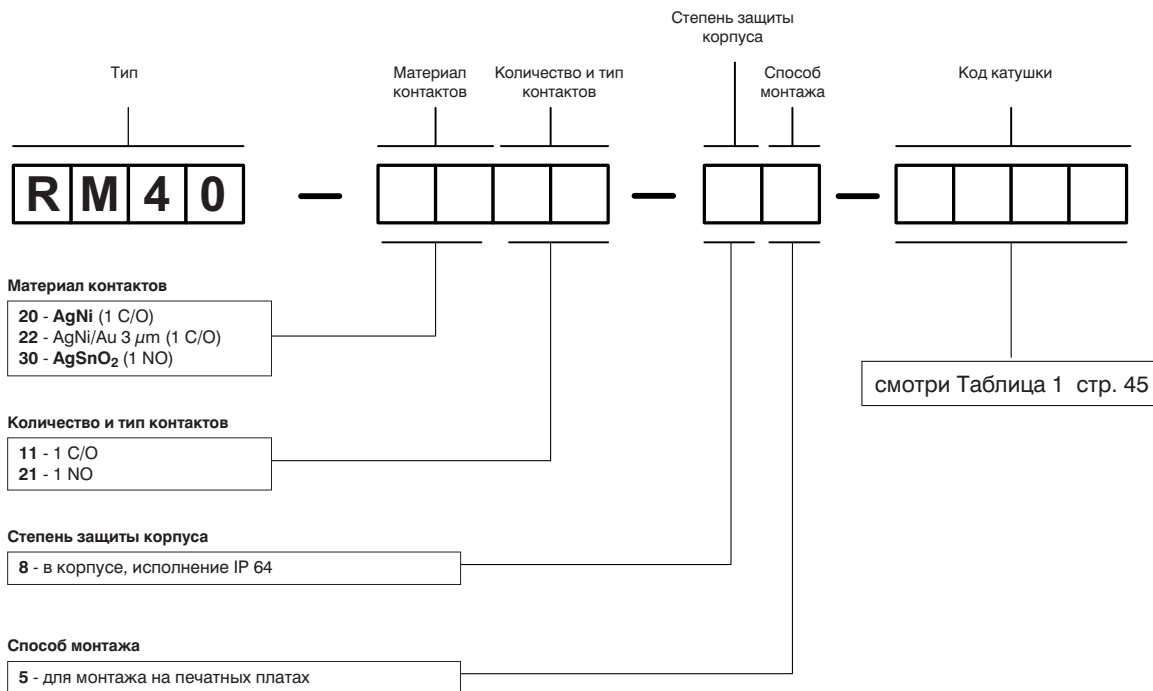 Степень защиты
корпуса
Тип
Материал
контактов
Количество и тип
контактов
Способ
монтажа
Код катушки
RM40 — — —
Материал контактов
20 - AgNi (1 C/O)
22 - AgNi/Au 3 µm (1 C/O)
30 - AgSnO₂ (1 NO)
смотри Таблица 1 стр. 45
Количество и тип контактов
11 - 1 C/O
21 - 1 NO
Степень защиты корпуса
8 - в корпусе, исполнение IP 64
Способ монтажа
5 - для монтажа на печатных платах